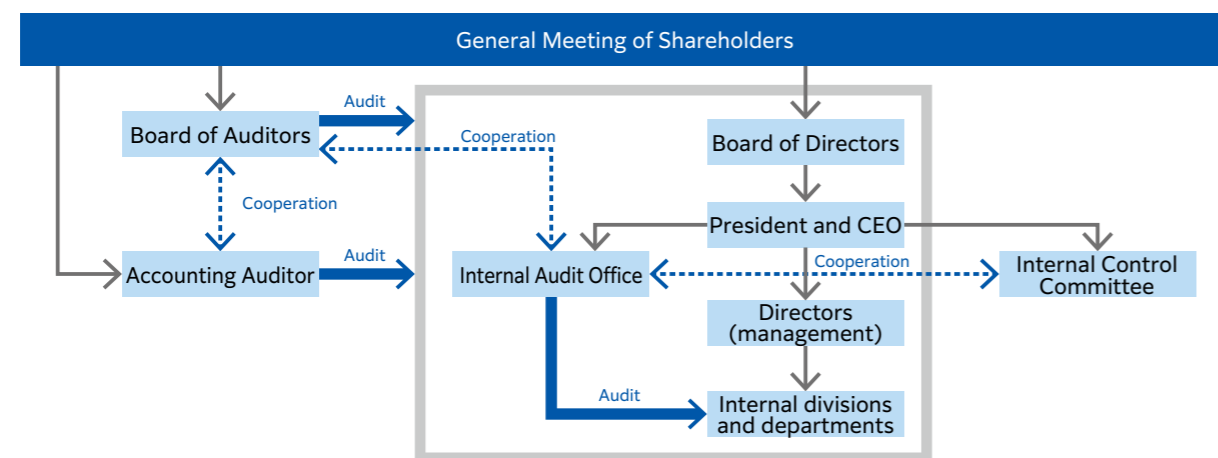 General Meeting of Shareholders
Audit
Board of Auditors
Cooperation
Board of Directors
Cooperation
President and CEO
Audit
Accounting Auditor
Internal Audit Office
Cooperation
Internal Control
Committee
Directors
(management)
Audit
Internal divisions
and departments